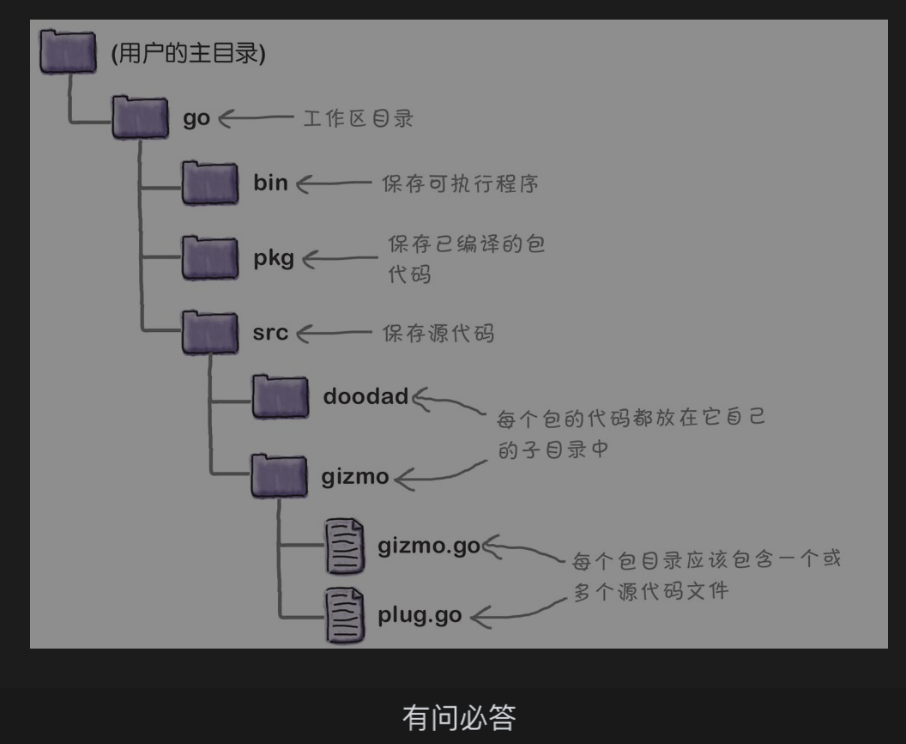 (用户的主目录)
go
工作区目录
bin
保存可执行程序
pkg
保存已编译的包
代码
src
保存源代码
doodad
每个包的代码都放在它自己
的子目录中
gizmo
gizmo.go
每个包目录应该包含一个或
多个源代码文件
plug.go
有问必答